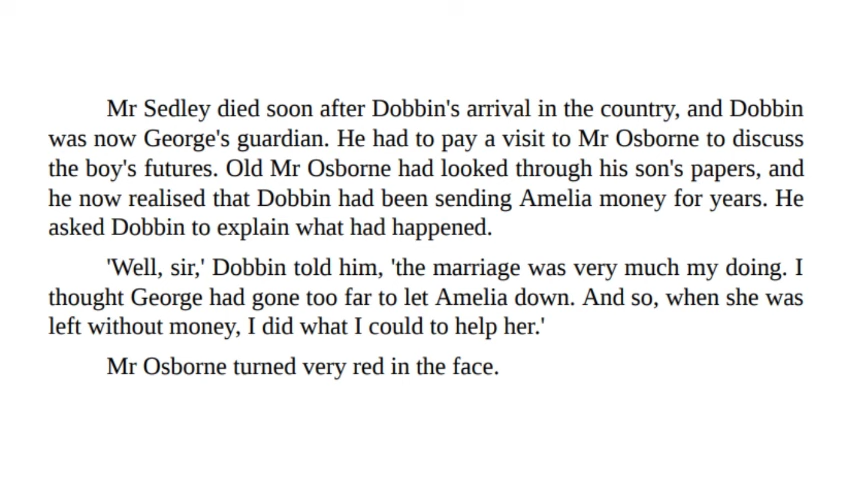 Mr Sedley died soon after Dobbin's arrival in the country, and Dobbin
was now George's guardian. He had to pay a visit to Mr Osborne to discuss
the boy's futures. Old Mr Osborne had looked through his son's papers, and
he now realised that Dobbin had been sending Amelia money for years. He
asked Dobbin to explain what had happened.
'Well, sir,' Dobbin told him, 'the marriage was very much my doing. I
thought George had gone too far to let Amelia down. And so, when she was
left without money, I did what I could to help her.'
Mr Osborne turned very red in the face.